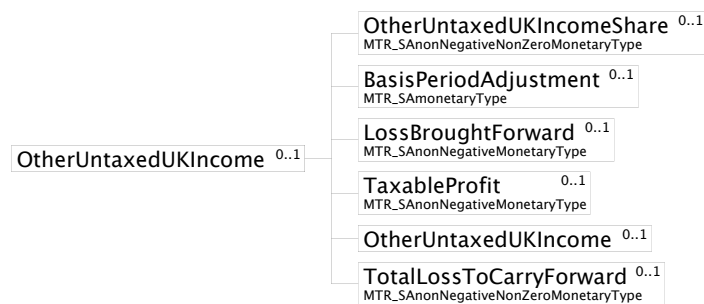 OtherUntaxedUKIncomeShare 0..1
MTR_SAnonNegativeNonZeroMonetaryType
BasisPeriodAdjustment 0..1
MTR_SAmonetaryType
LossBroughtForward 0..1
MTR_SAnonNegativeMonetaryType
OtherUntaxedUKIncome 0..1
TaxableProfit 0..1
MTR_SAnonNegativeMonetaryType
OtherUntaxedUKIncome 0..1
TotalLossToCarryForward 0..1
MTR_SAnonNegativeNonZeroMonetaryType